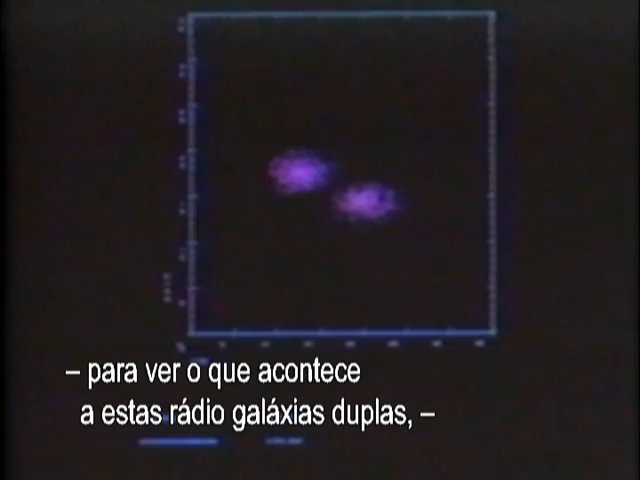 – para ver o que acontece
a estas rádio galáxias duplas, –